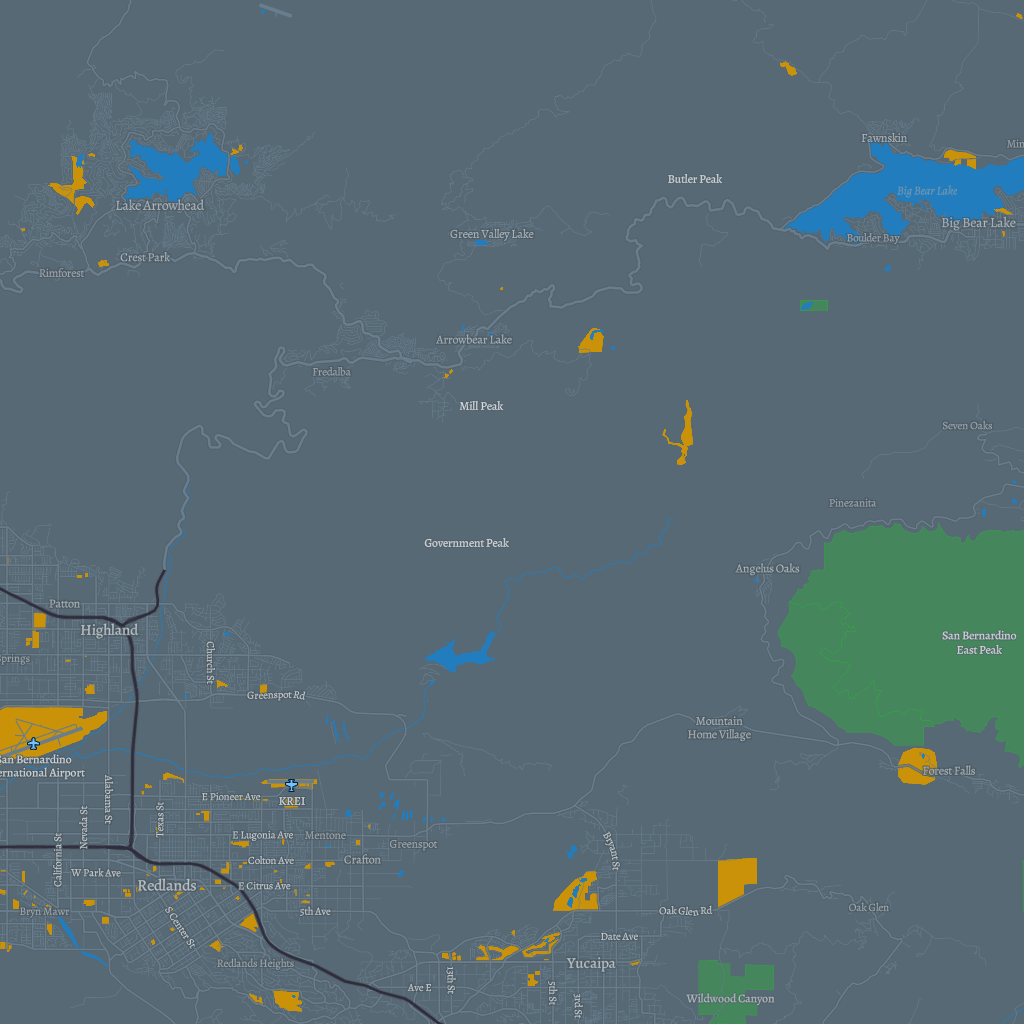 Fawnskin
Min
Butler Peak
Big Bear Lake
Lake Arrowhead
Big Bear Lake
Green Valley Lake
Boulder Bay
Crest Park
Rimforest
Arrowbear Lake
Fredalba
Mill Peak
Seven Oaks
Pinezanita
Government Peak
Angelus Oaks
Patton
Highland
San Bernardino
East Peak
Springs
Church St
Greenspot Rd
Mountain
Home Village
San Bernardino
ernational Airport
Forest Falls
Alabama St
E Pioneer Ave
KREI
Nevada St
Texas St
E Lugonia Ave
Mentone
Greenspot
California St
Colton Ave
Crafton
Bryant St
W Park Ave
Redlands
E Citrus Ave
Bryn Mawr
5th Ave
Oak Glen Rd
Oak Glen
S Center St
Date Ave
Redlands Heights
Yucaipa
13th St
Ave E
5th St
3rd St
Wildwood Canyon